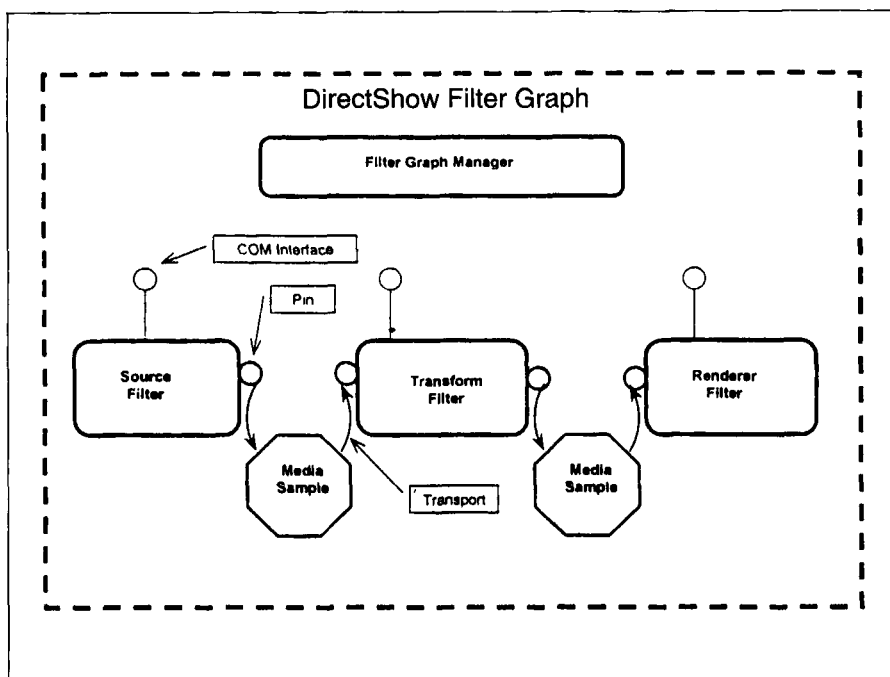 DirectShow Filter Graph
Filter Graph Manager
COM Interface
Pin
Source
Filter
Transform
Filter
Renderer
Filter
Media
Sample
Transport
Media
Sample